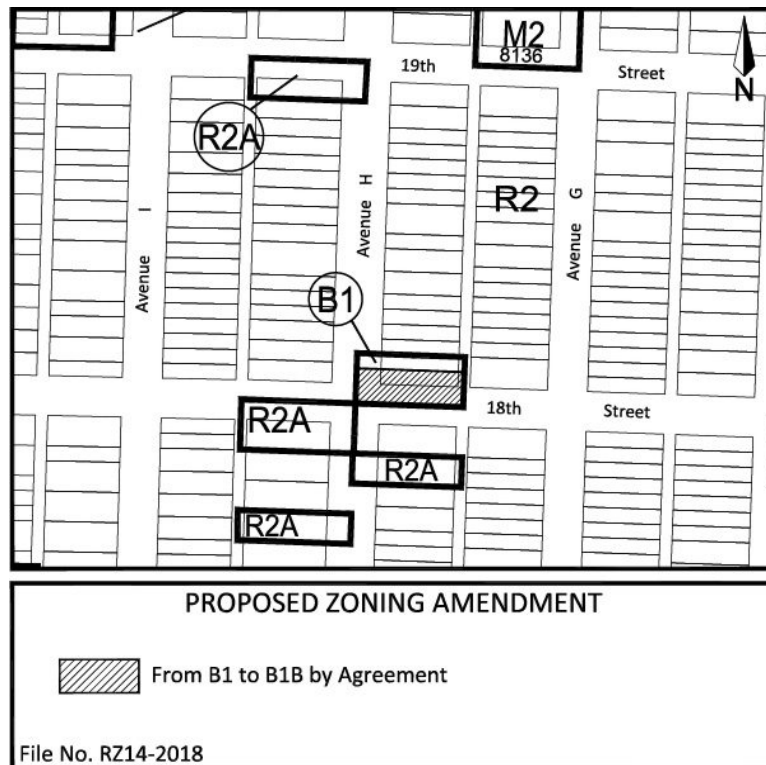 M2
8136
19th
Street
N
R2A
Avenue H
R2
Avenue G
Avenue I
B1
18th
Street
R2A
R2A
R2A
PROPOSED ZONING AMENDMENT
From B1 to B1B by Agreement
File No. RZ14-2018